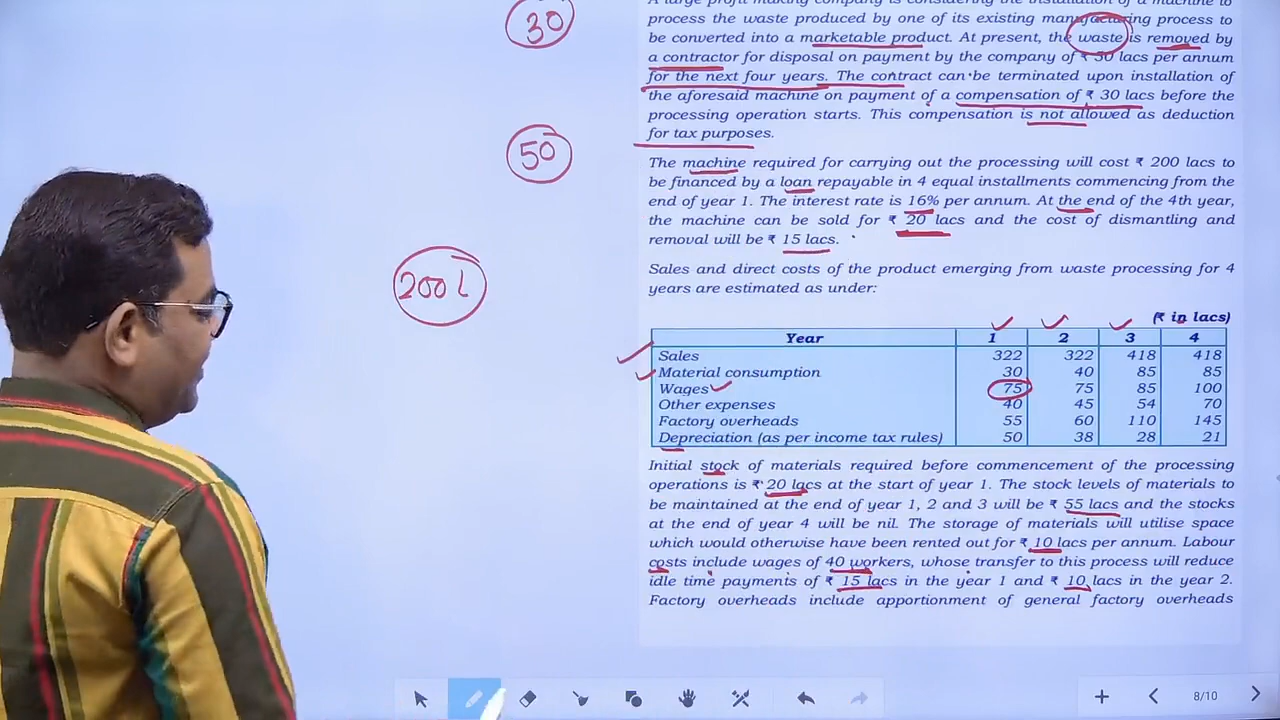 A large profit making company is considering the installation of a machine to
process the waste produced by one of its existing manufacturing process to
be converted into a marketable product. At present, the waste is removed by
a contractor for disposal on payment by the company of ₹ 50 lacs per annum
for the next four years. The contract can be terminated upon installation of
the aforesaid machine on payment of a compensation of ₹ 30 lacs before the
processing operation starts. This compensation is not allowed as deduction
for tax purposes.
The machine required for carrying out the processing will cost ₹ 200 lacs to
be financed by a loan repayable in 4 equal installments commencing from the
end of year 1. The interest rate is 16% per annum. At the end of the 4th year,
the machine can be sold for ₹ 20 lacs and the cost of dismantling and
removal will be ₹ 15 lacs.
Sales and direct costs of the product emerging from waste processing for 4
years are estimated as under:
(₹ in lacs)
Year 1 2 3 4
Sales 322 322 418 418
Material consumption 30 40 85 85
Wages 75 75 85 100
Other expenses 40 45 54 70
Factory overheads 55 60 110 145
Depreciation (as per income tax rules) 50 38 28 21
Initial stock of materials required before commencement of the processing
operations is ₹ 20 lacs at the start of year 1. The stock levels of materials to
be maintained at the end of year 1, 2 and 3 will be ₹ 55 lacs and the stocks
at the end of year 4 will be nil. The storage of materials will utilise space
which would otherwise have been rented out for ₹ 10 lacs per annum. Labour
costs include wages of 40 workers, whose transfer to this process will reduce
idle time payments of ₹ 15 lacs in the year 1 and ₹ 10 lacs in the year 2.
Factory overheads include apportionment of general factory overheads
30
50
200 L
8/10